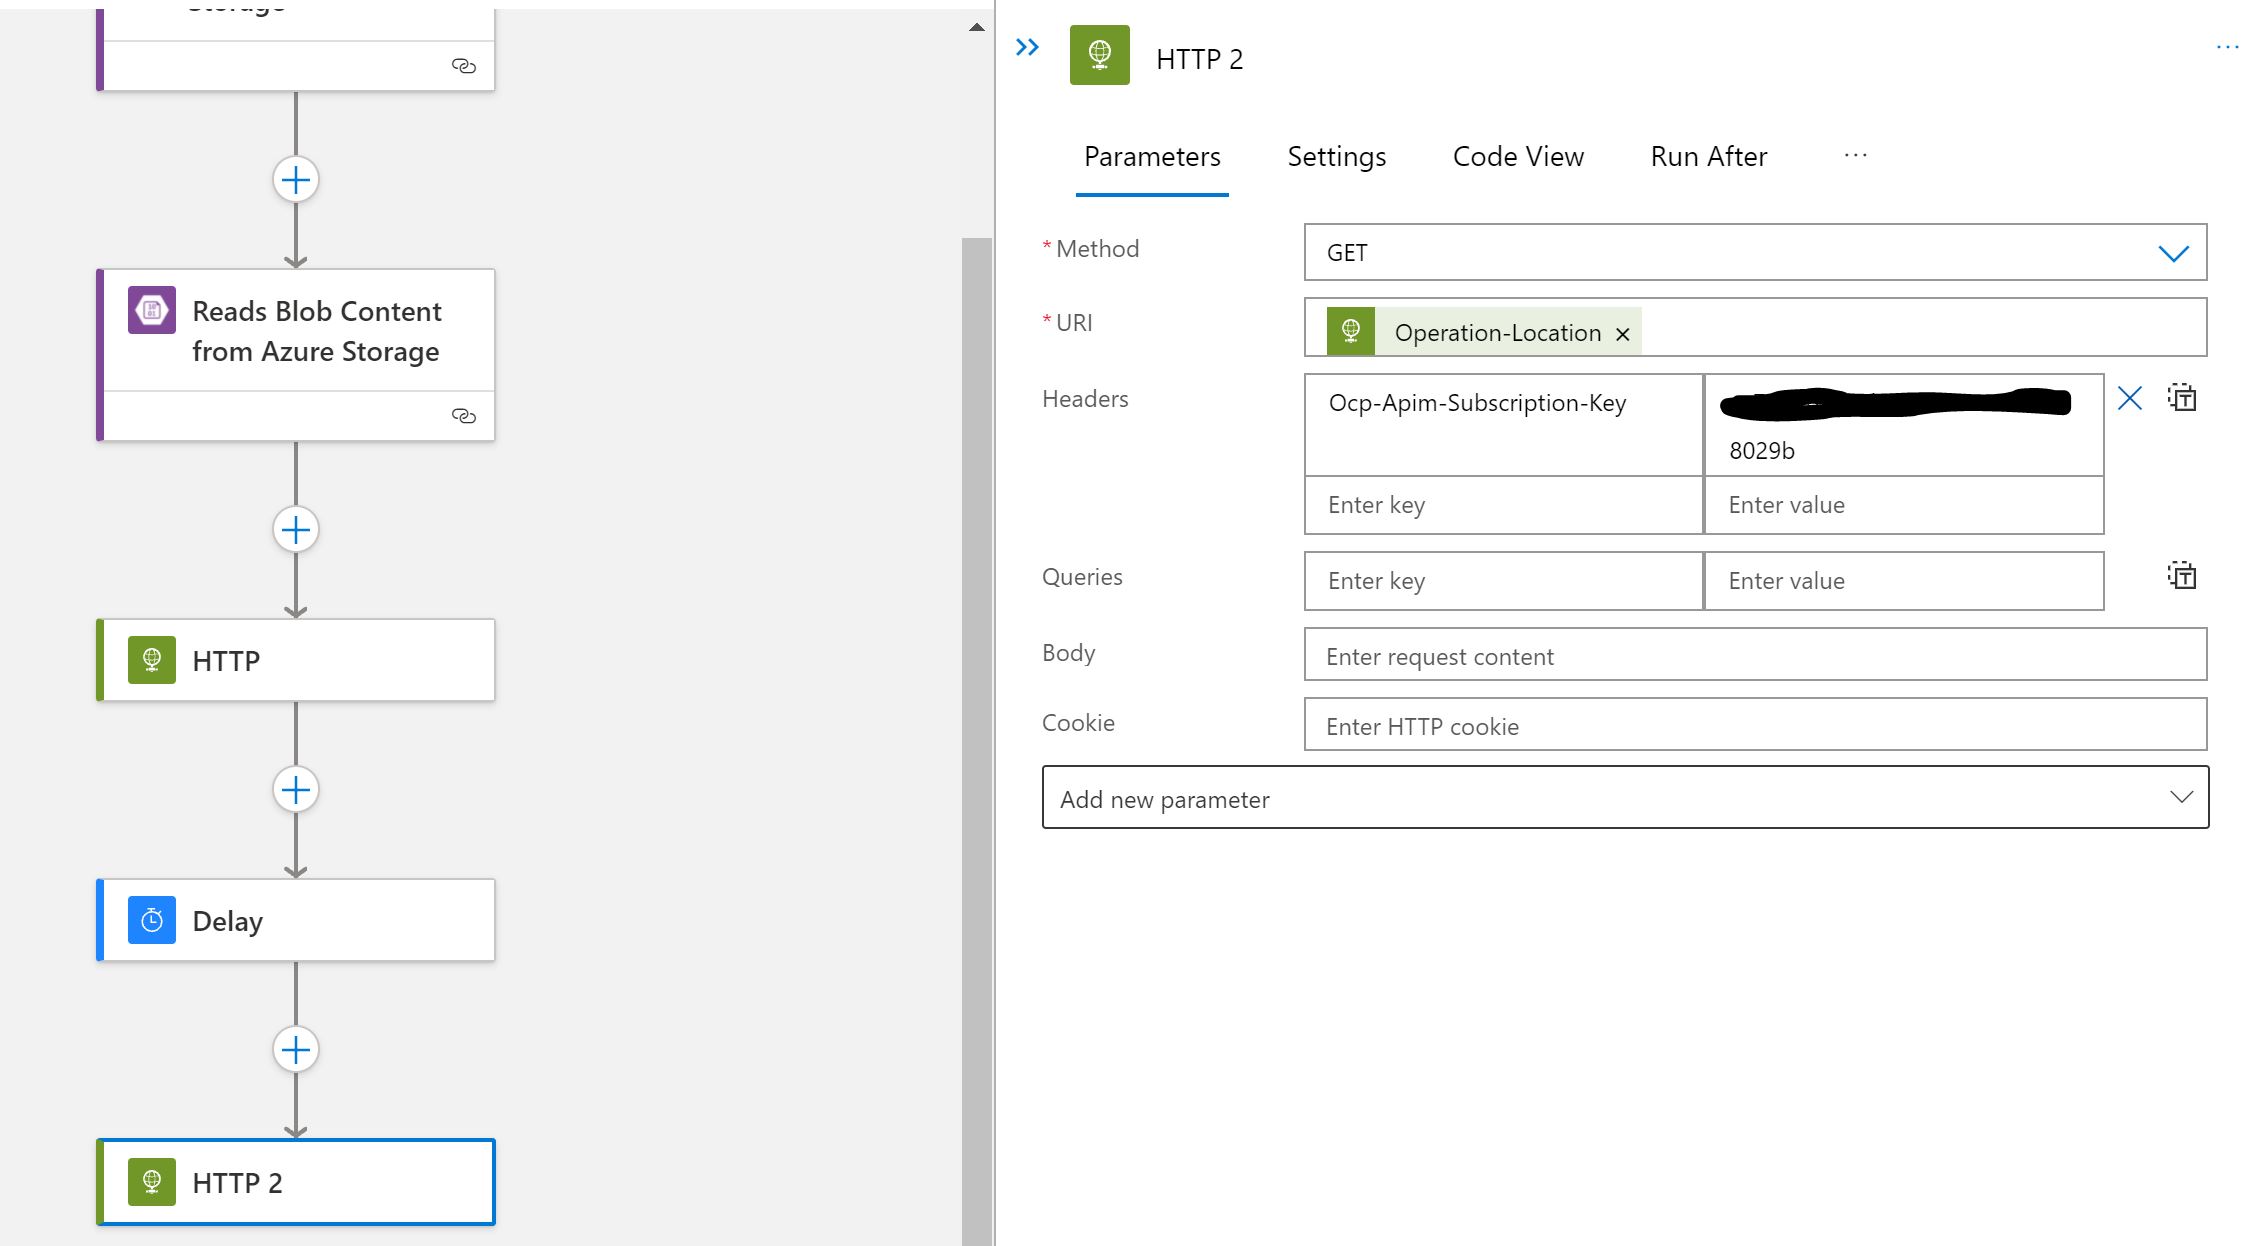 Storage
Reads Blob Content
from Azure Storage
HTTP
Delay
HTTP 2
HTTP 2
Parameters
Settings
Code View
Run After
* Method
GET
* URI
Operation-Location
Headers
Ocp-Apim-Subscription-Key
8029b
Enter key
Enter value
Queries
Enter key
Enter value
Body
Enter request content
Cookie
Enter HTTP cookie
Add new parameter